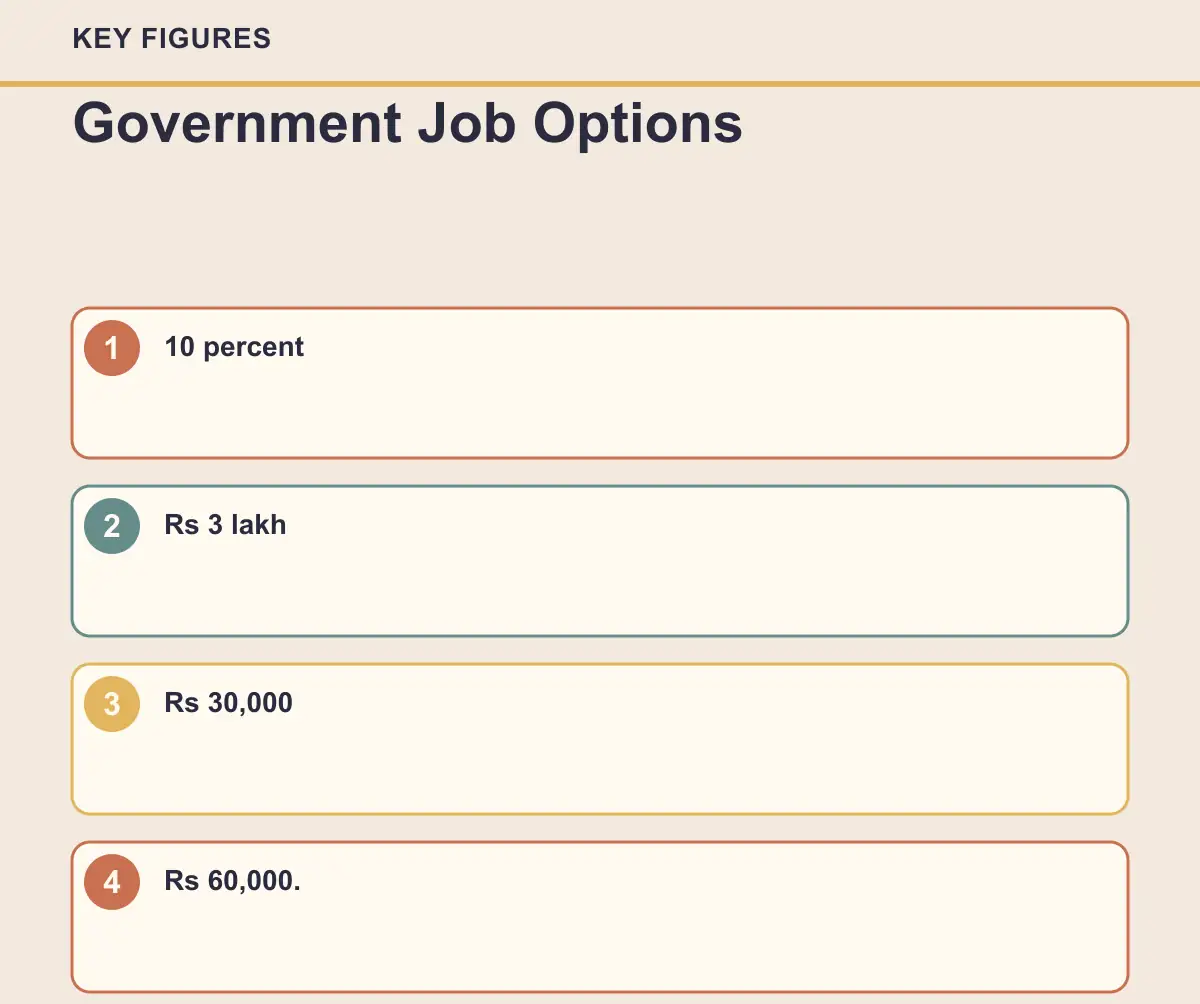 KEY FIGURES
Government Job Options
1 10 percent
2 Rs 3 lakh
3 Rs 30,000
4 Rs 60,000.